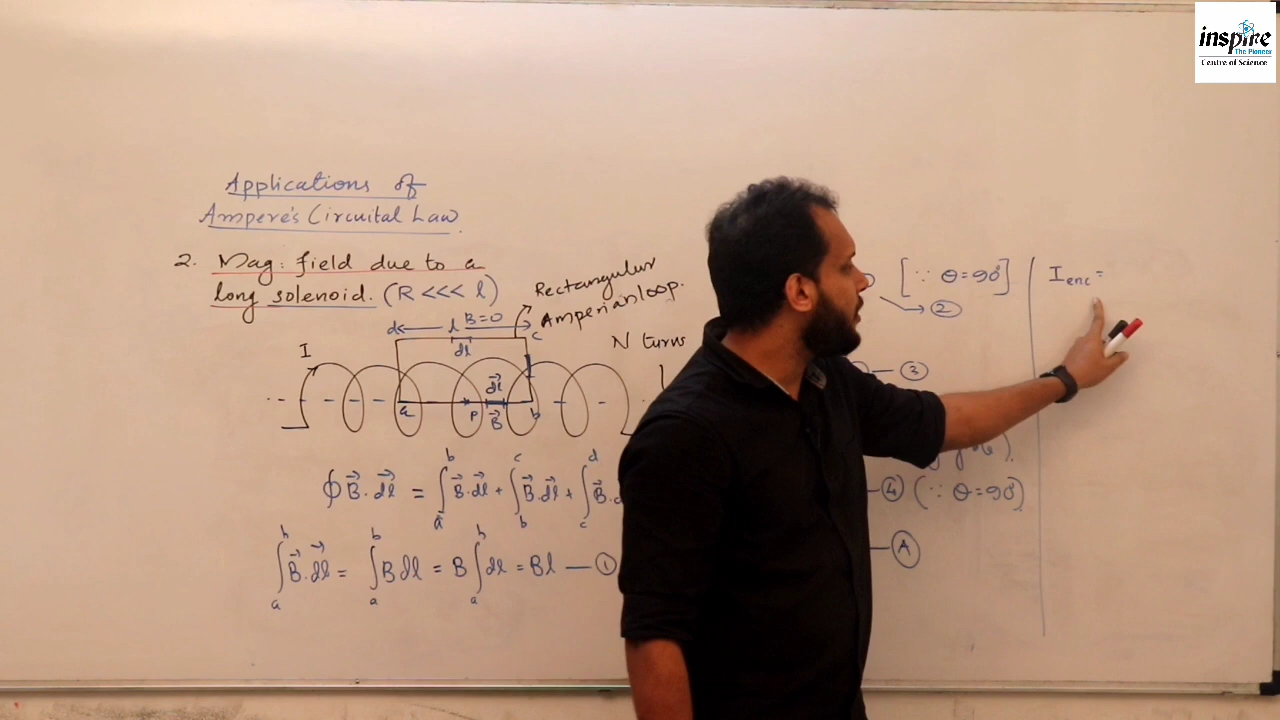 inspire
The Pioneer
Centre of Science
Applications of
Ampere's Circuital Law.
2. Mag: field due to a
long solenoid. (R <<< l)
Rectangular
Amperian loop.
N turns
d ← l B=0 → c
dl
I
a P dl⃗ b
B⃗
∮ B⃗.dl⃗ = ∫ₐᵇ B⃗.dl⃗ + ∫_b^c B⃗.dl⃗ + ∫_c^d B⃗.
∫ₐᵇ B⃗.dl⃗ = ∫ₐᵇ B dl = B ∫ₐᵇ dl = Bl — ①
[∵ θ=90°]
→ ②
— ③
— ④ (∵ θ=90°)
— Ⓐ
I enc =